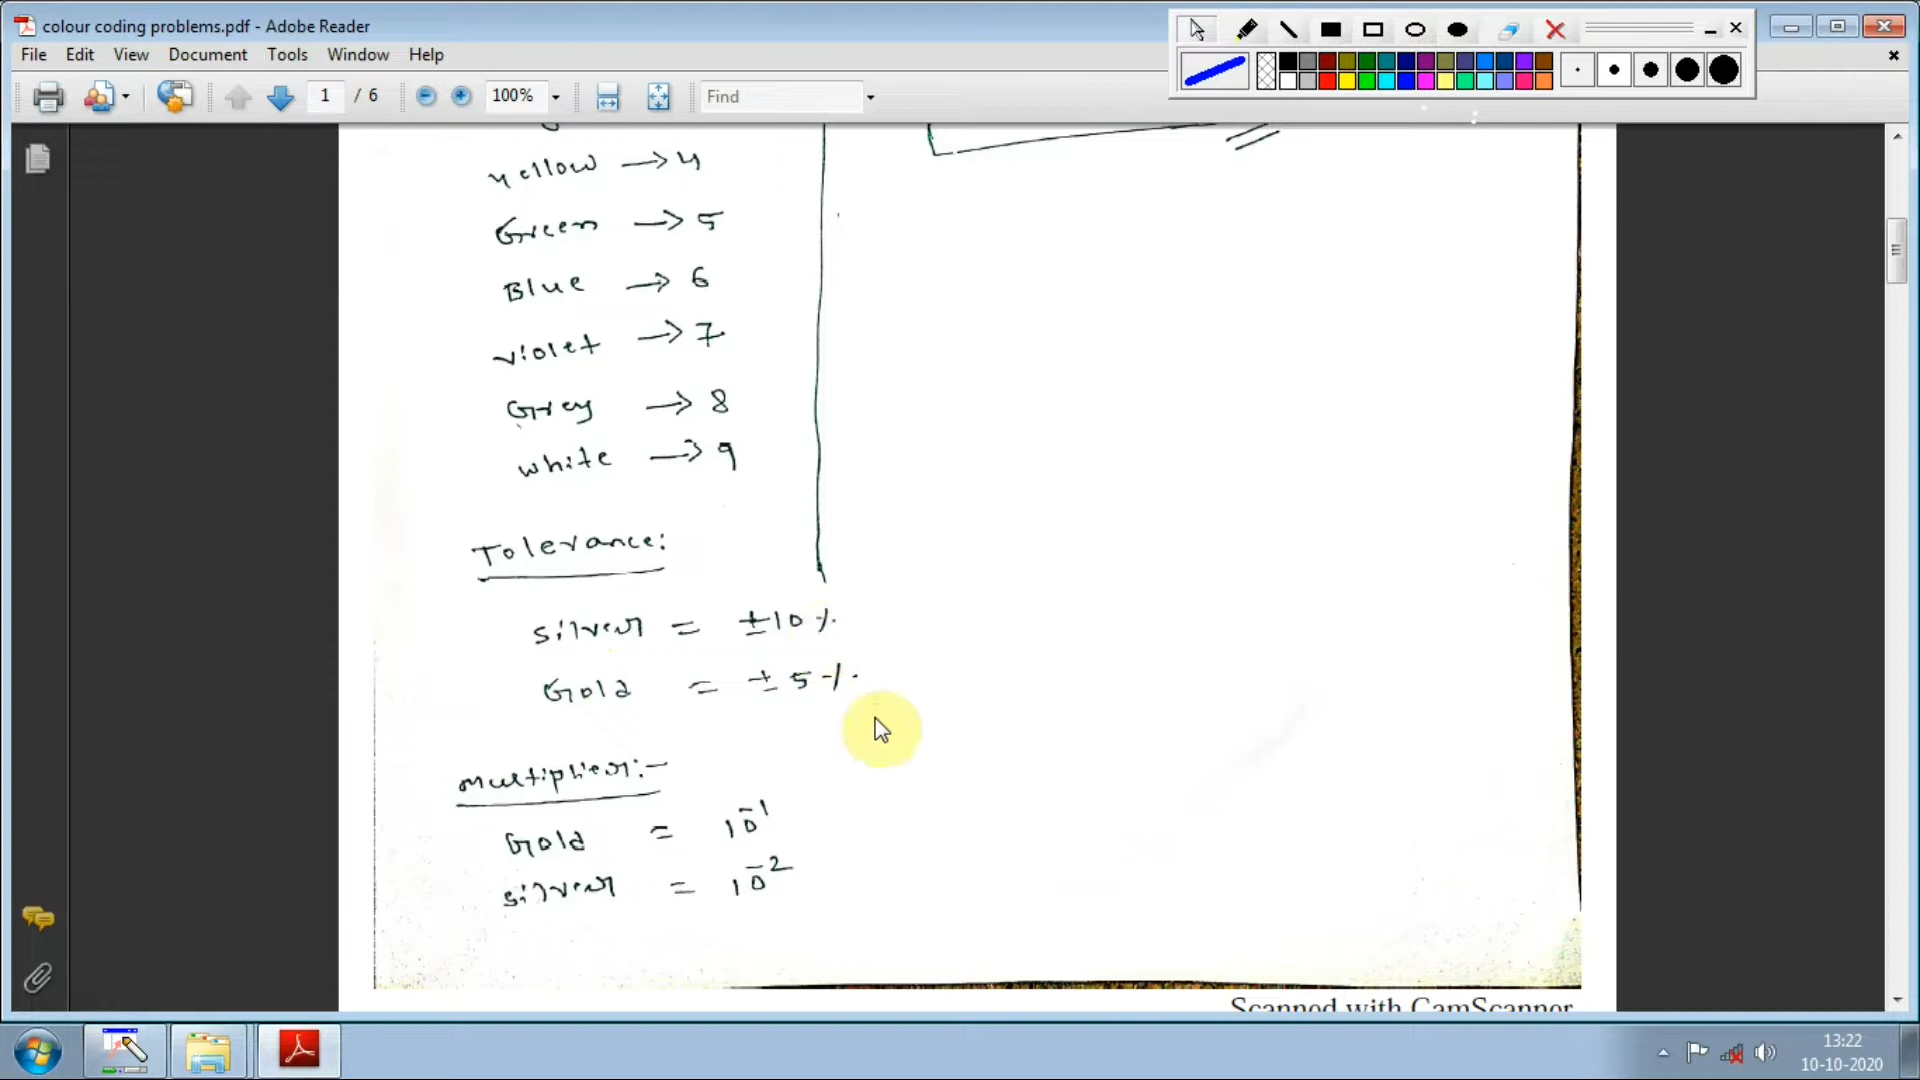 colour coding problems.pdf - Adobe Reader
File Edit View Document Tools Window Help
1 / 6 100% Find
Yellow → 4
Green → 5
Blue → 6
violet → 7
Grey → 8
white → 9
Tolerance:
silver = ±10%
Gold = ±5%
Multiplier:-
Gold = 10⁻¹
silver = 10⁻²
Scanned with CamScanner
13:22
10-10-2020